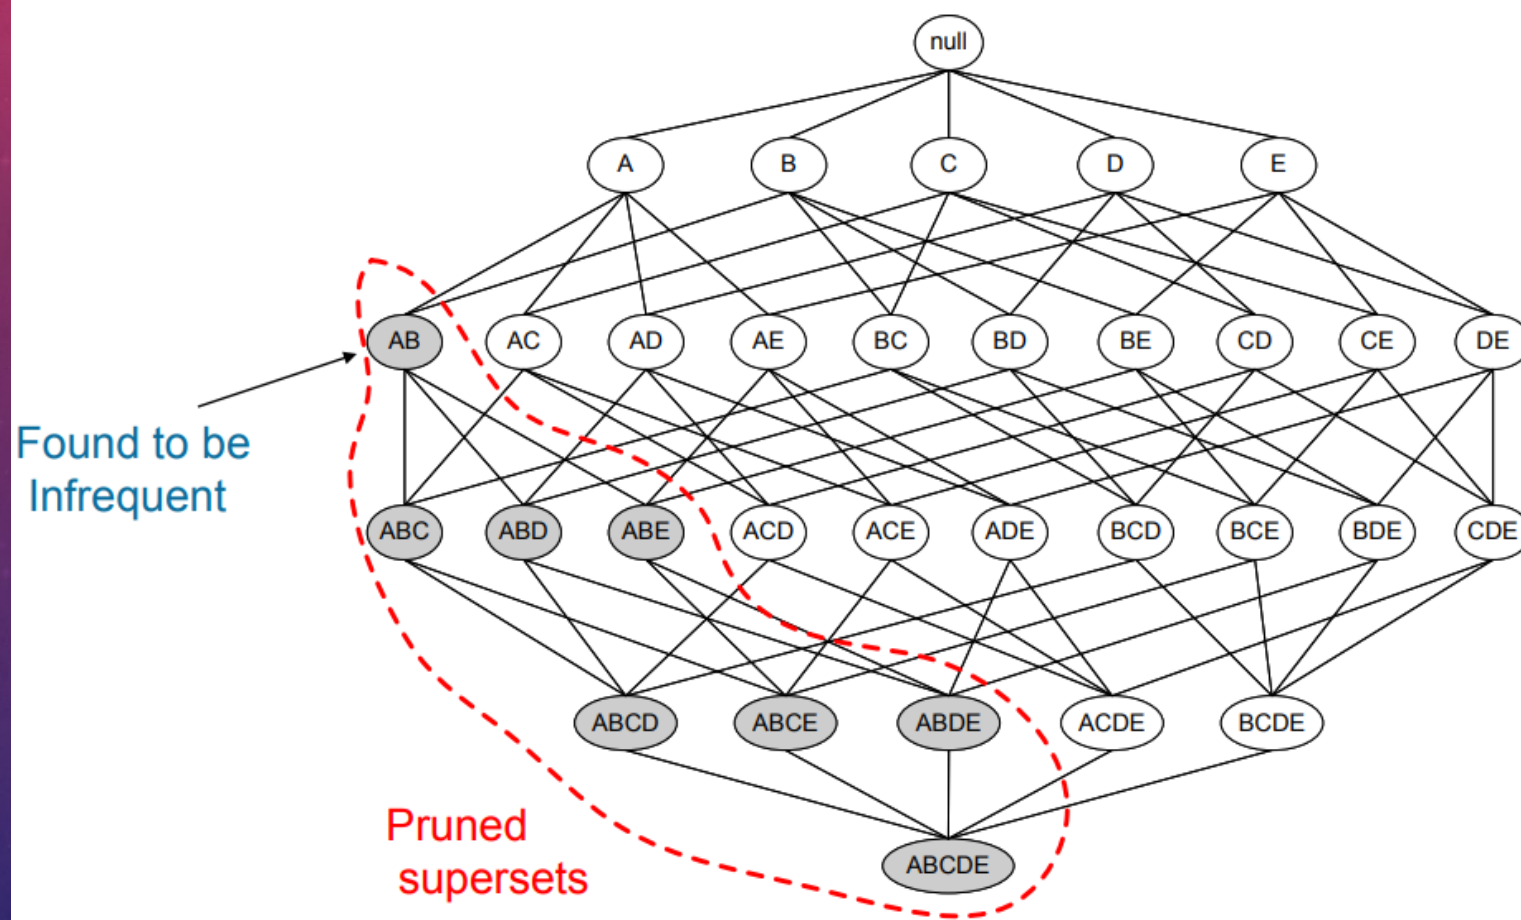 null
A B C D E
AB AC AD AE BC BD BE CD CE DE
Found to be
Infrequent
ABC ABD ABE ACD ACE ADE BCD BCE BDE CDE
ABCD ABCE ABDE ACDE BCDE
Pruned
supersets
ABCDE